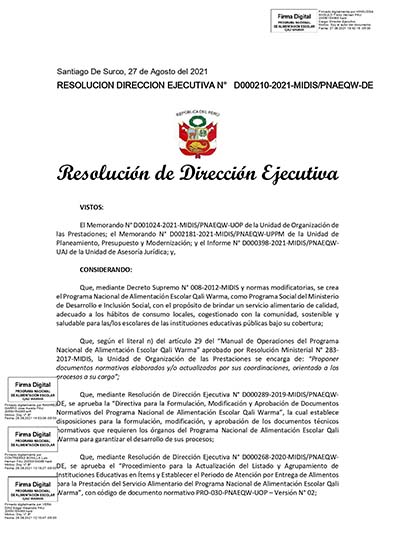 Firma Digital
PROGRAMA NACIONAL
DE ALIMENTACIÓN ESCOLAR
QALI WARMA
Santiago De Surco, 27 de Agosto del 2021
RESOLUCION DIRECCION EJECUTIVA N° D000210-2021-MIDIS/PNAEQW-DE
REPUBLICA DEL PERU
Resolución de Dirección Ejecutiva
VISTOS:
El Memorando N° D001024-2021-MIDIS/PNAEQW-UOP de la Unidad de Organización de
las Prestaciones; el Memorando N° D002181-2021-MIDIS/PNAEQW-UPPM de la Unidad de
Planeamiento, Presupuesto y Modernización; y el Informe N° D000398-2021-MIDIS/PNAEQW-
UAJ de la Unidad de Asesoría Jurídica; y,
CONSIDERANDO:
Que, mediante Decreto Supremo N° 008-2012-MIDIS y normas modificatorias, se crea
el Programa Nacional de Alimentación Escolar Qali Warma, como Programa Social del Ministerio
de Desarrollo e Inclusión Social, con el propósito de brindar un servicio alimentario de calidad,
adecuado a los hábitos de consumo locales, cogestionado con la comunidad, sostenible y
saludable para las/los escolares de las instituciones educativas públicas bajo su cobertura;
Que, según el literal n) del artículo 29 del “Manual de Operaciones del Programa
Nacional de Alimentación Escolar Qali Warma” aprobado por Resolución Ministerial N° 283-
2017-MIDIS, la Unidad de Organización de las Prestaciones se encarga de: “Proponer
documentos normativos elaborados y/o actualizados por sus coordinaciones, orientado a los
procesos a su cargo”;
Firma Digital
PROGRAMA NACIONAL
DE ALIMENTACIÓN ESCOLAR
QALI WARMA
Que, mediante Resolución de Dirección Ejecutiva N° D000289-2019-MIDIS/PNAEQW-
DE, se aprueba la “Directiva para la Formulación, Modificación y Aprobación de Documentos
Normativos del Programa Nacional de Alimentación Escolar Qali Warma”, la cual establece
disposiciones para la formulación, modificación, y aprobación de los documentos técnicos
normativos que requieren los órganos del Programa Nacional de Alimentación Escolar Qali
Warma para garantizar el desarrollo de sus procesos;
Firma Digital
PROGRAMA NACIONAL
DE ALIMENTACIÓN ESCOLAR
QALI WARMA
Que, mediante Resolución de Dirección Ejecutiva N° D000268-2020-MIDIS/PNAEQW-
DE, se aprueba el “Procedimiento para la Actualización del Listado y Agrupamiento de
Instituciones Educativas en Ítems y Establecer el Periodo de Atención por Entrega de Alimentos
para la Prestación del Servicio Alimentario del Programa Nacional de Alimentación Escolar Qali
Warma”, con código de documento normativo PRO-030-PNAEQW-UOP – Versión N° 02;
Firma Digital
PROGRAMA NACIONAL
DE ALIMENTACIÓN ESCOLAR
QALI WARMA